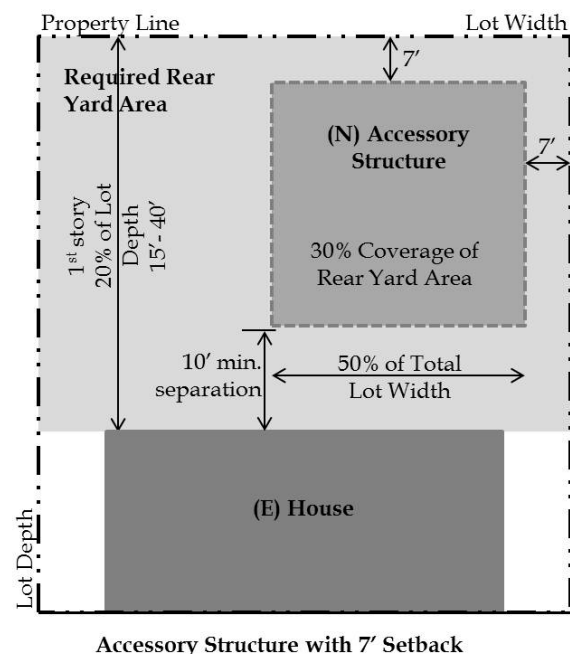 Property Line
Lot Width
7'
Required Rear
Yard Area
(N) Accessory
Structure
7'
1st story
20% of Lot
Depth
15'- 40'
30% Coverage of
Rear Yard Area
10' min.
separation
50% of Total
Lot Width
(E) House
Lot Depth
Accessory Structure with 7' Setback